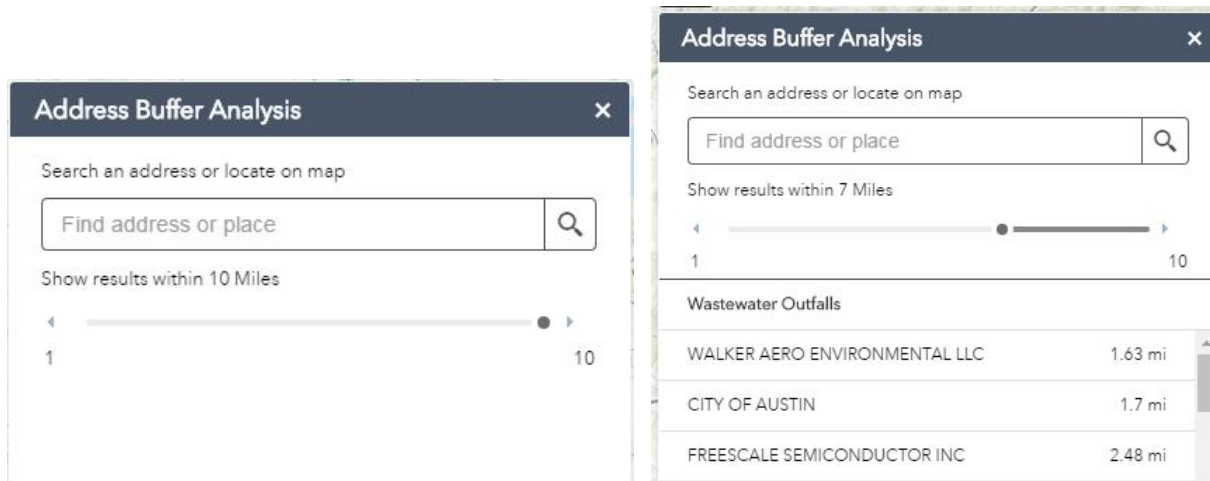 Address Buffer Analysis
Search an address or locate on map
Find address or place
Show results within 10 Miles
1 10
Address Buffer Analysis
Search an address or locate on map
Find address or place
Show results within 7 Miles
1 10
Wastewater Outfalls
WALKER AERO ENVIRONMENTAL LLC 1.63 mi
CITY OF AUSTIN 1.7 mi
FREESCALE SEMICONDUCTOR INC 2.48 mi